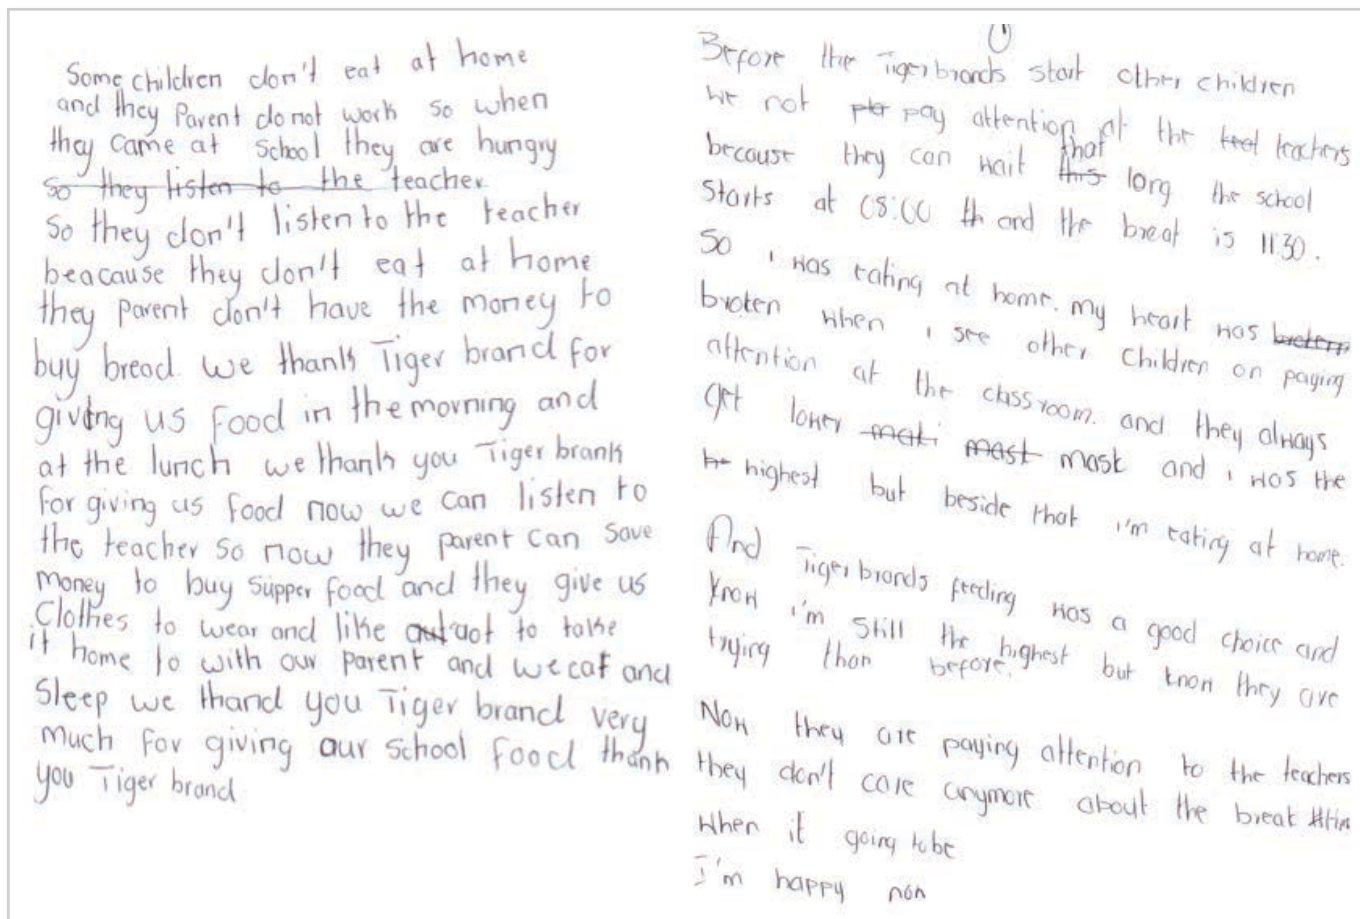 Some children don't eat at home
and they Parent do not work so when
they came at school they are hungry
so they listen to the teacher
so they don't listen to the teacher
beacause they don't eat at home
they parent don't have the money to
buy bread. we thank Tiger brand for
giving us food in the morning and
at the lunch we thank you Tiger brank
for giving us food now we can listen to
the teacher so now they parent can save
money to buy supper food and they give us
Clothes to wear and like to take
it home to with our parent and we eat and
Sleep we thand you Tiger brand very
much for giving our school food thank
you Tiger brand
Before the Tigerbrands start other children
we not pay attention at the teachers
because they can wait this that long the school
starts at 08:00 th and the break is 11:30.
So i was eating at home. my heart was broken
broken when i see other children on paying
attention at the classroom. and they always
get lower mask and i was the
highest but beside that i'm eating at home.
And Tiger brands feeding was a good choice and
know i'm still the highest but know they are
trying than before.
Now they are paying attention to the teachers
they don't care anymore about the break
when it going to be
I'm happy now